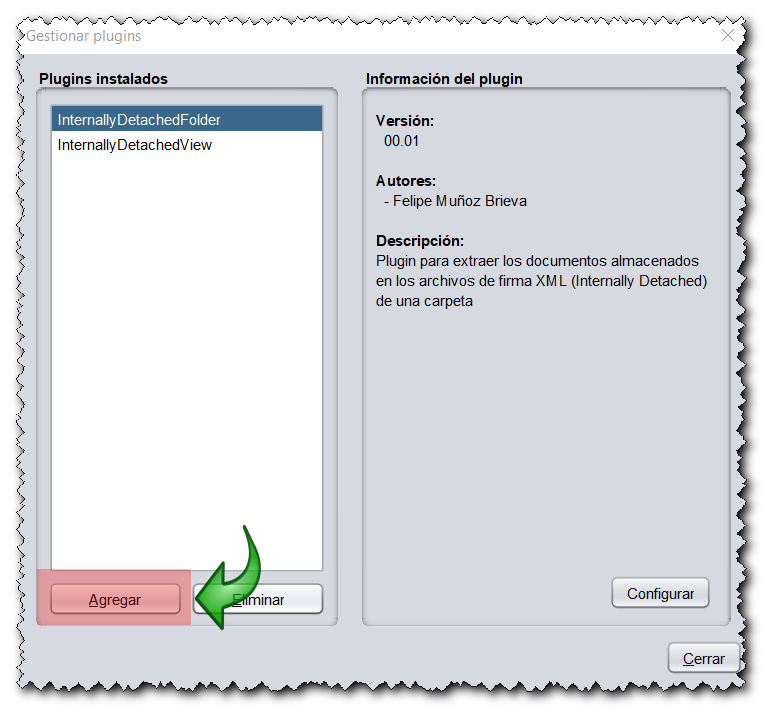 Gestionar plugins
Plugins instalados
InternallyDetachedFolder
InternallyDetachedView
Agregar
Eliminar
Información del plugin
Versión:
00.01
Autores:
- Felipe Muñoz Brieva
Descripción:
Plugin para extraer los documentos almacenados
en los archivos de firma XML (Internally Detached)
de una carpeta
Configurar
Cerrar